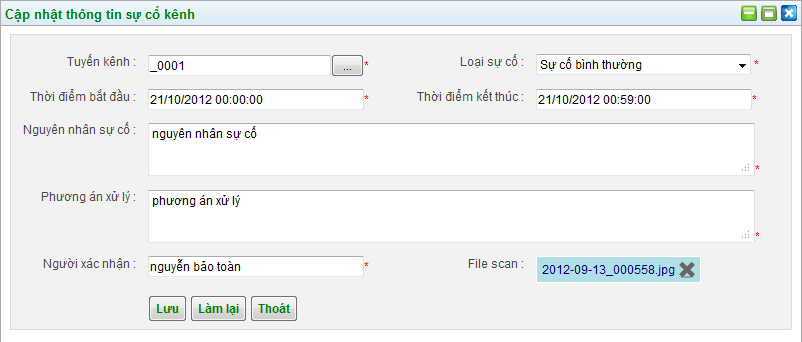 Cập nhật thông tin sự cố kênh
Tuyến kênh : _0001 ... * Loại sự cố : Sự cố bình thường *
Thời điểm bắt đầu : 21/10/2012 00:00:00 * Thời điểm kết thúc : 21/10/2012 00:59:00 *
Nguyên nhân sự cố : nguyên nhân sự cố *
Phương án xử lý : phương án xử lý *
Người xác nhận : nguyễn bảo toàn * File scan : 2012-09-13_000558.jpg
Lưu Làm lại Thoát